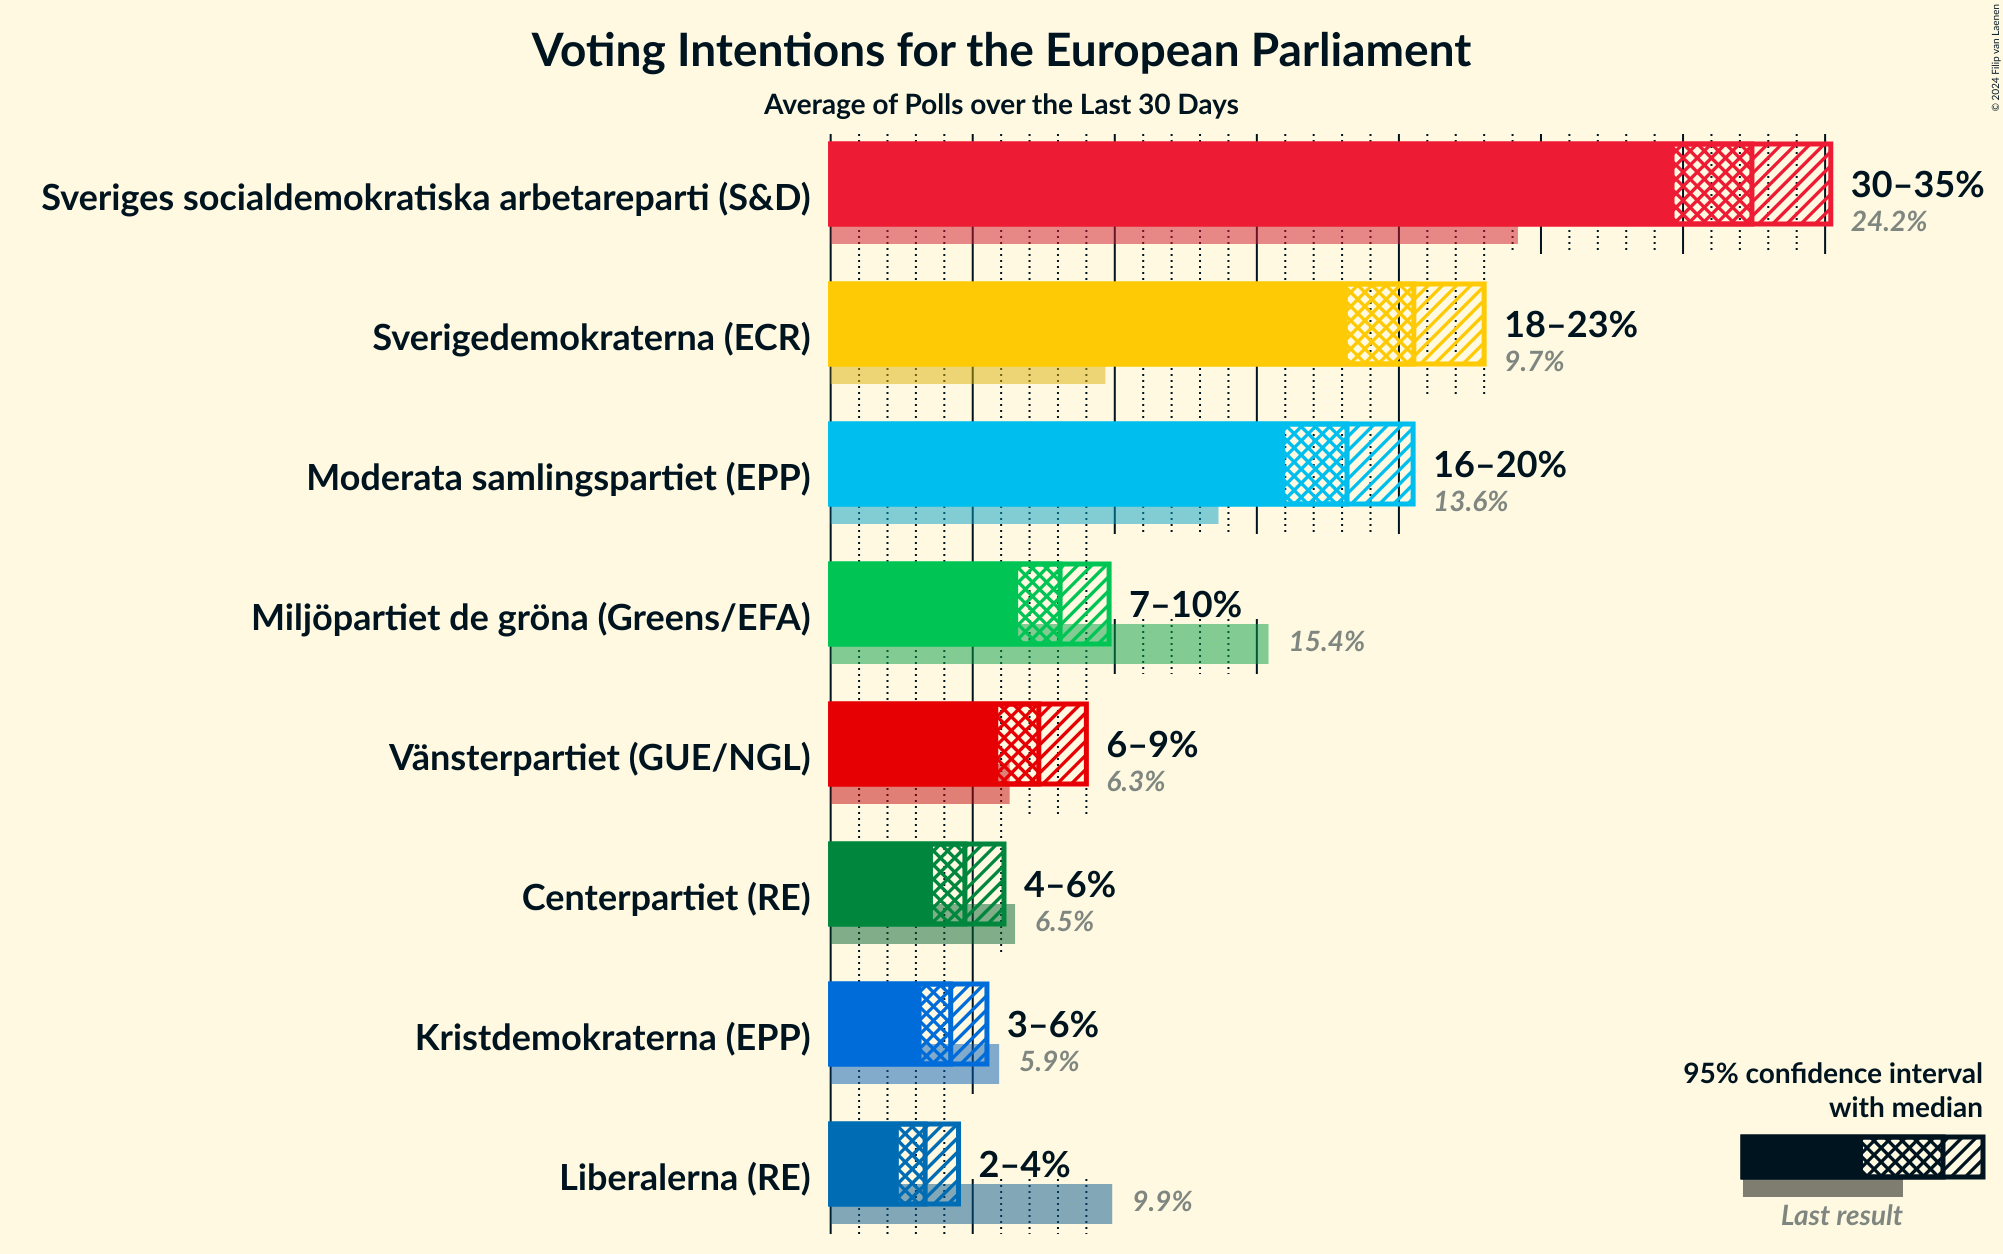 Voting Intentions for the European Parliament
Average of Polls over the Last 30 Days
© 2024 Filip van Laenen
Sveriges socialdemokratiska arbetareparti (S&D)
30–35%
24.2%
Sverigedemokraterna (ECR)
18–23%
9.7%
Moderata samlingspartiet (EPP)
16–20%
13.6%
Miljöpartiet de gröna (Greens/EFA)
7–10%
15.4%
Vänsterpartiet (GUE/NGL)
6–9%
6.3%
Centerpartiet (RE)
4–6%
6.5%
Kristdemokraterna (EPP)
3–6%
5.9%
Liberalerna (RE)
2–4%
9.9%
95% confidence interval
with median
Last result